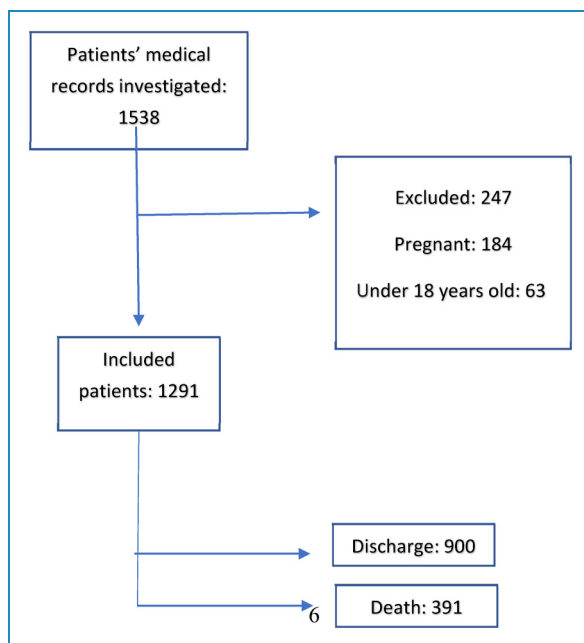 Patients’ medical
records investigated:
1538
Excluded: 247
Pregnant: 184
Under 18 years old: 63
Included
patients: 1291
Discharge: 900
Death: 391
6